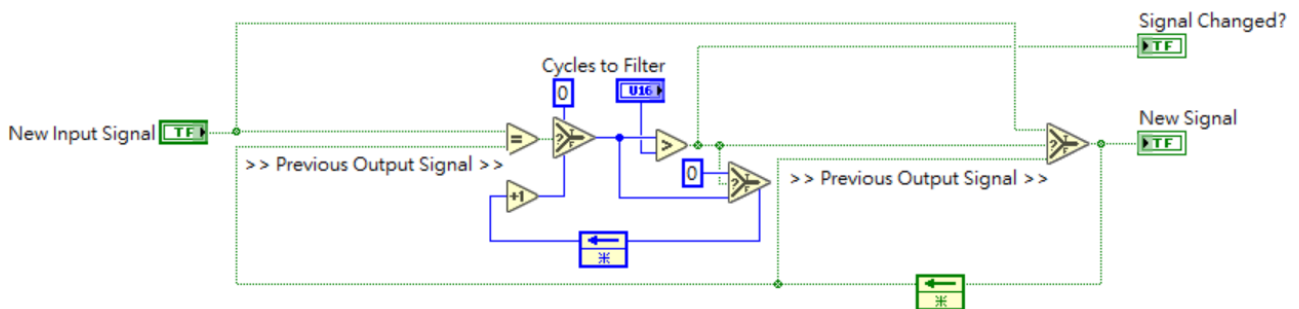 Signal Changed?
TF
Cycles to Filter
0
U16
New Input Signal
TF
=
?
T
F
>
New Signal
?
T
F
TF
>> Previous Output Signal >>
0
?
T
F
>> Previous Output Signal >>
+1